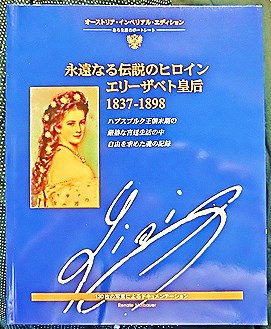 オーストリア・インペリアル・エディション
永遠なる伝説のヒロイン
エリーザベト皇后
1837-1898
ハプスブルク王朝末期の
厳格な宮廷生活の中
自由を求めた魂の記録
Lisi
Renate Hofbauer